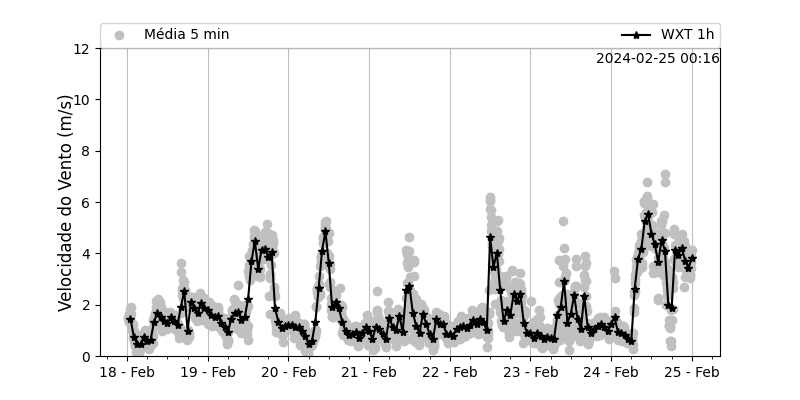 Média 5 min
WXT 1h
2024-02-25 00:16
Velocidade do Vento (m/s)
12
10
8
6
4
2
0
18 - Feb 19 - Feb 20 - Feb 21 - Feb 22 - Feb 23 - Feb 24 - Feb 25 - Feb